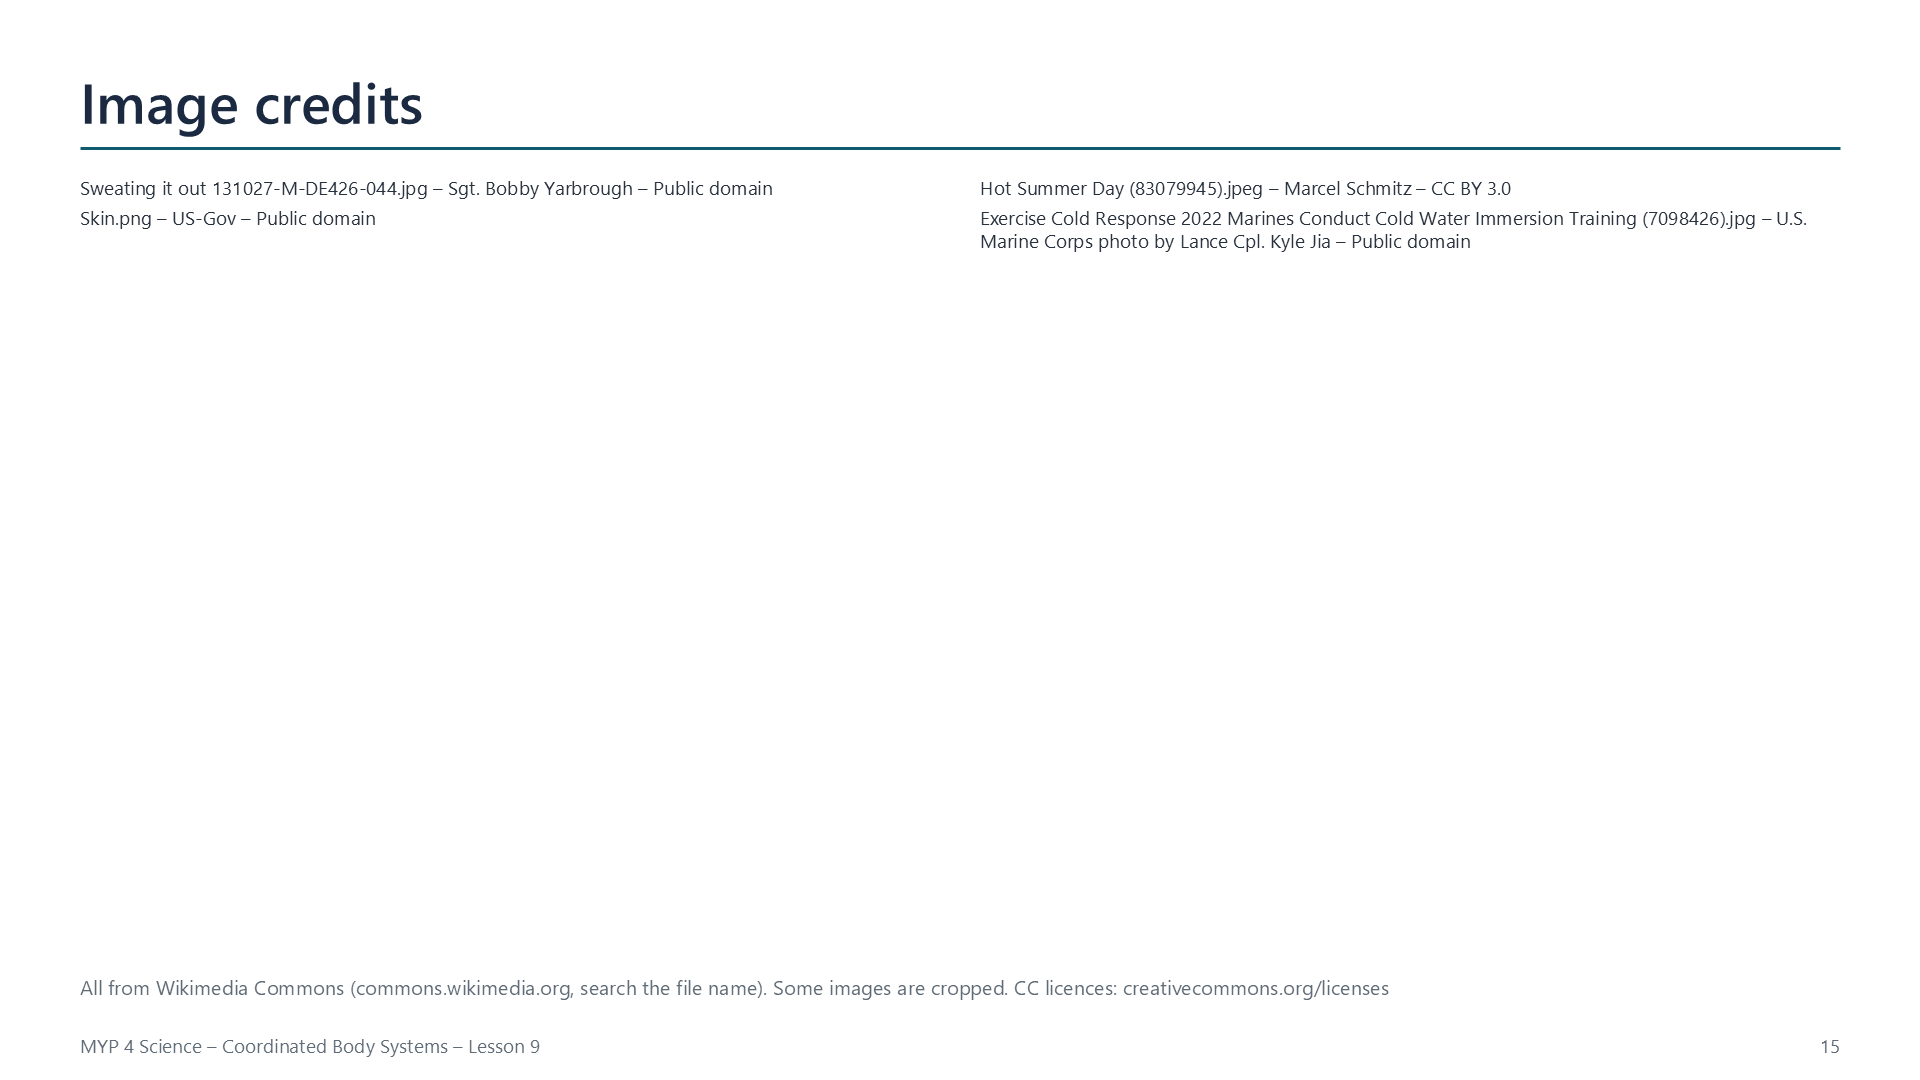 Image credits
Sweating it out 131027-M-DE426-044.jpg – Sgt. Bobby Yarbrough – Public domain
Skin.png – US-Gov – Public domain
Hot Summer Day (83079945).jpeg – Marcel Schmitz – CC BY 3.0
Exercise Cold Response 2022 Marines Conduct Cold Water Immersion Training (7098426).jpg – U.S.
Marine Corps photo by Lance Cpl. Kyle Jia – Public domain
All from Wikimedia Commons (commons.wikimedia.org, search the file name). Some images are cropped. CC licences: creativecommons.org/licenses
MYP 4 Science – Coordinated Body Systems – Lesson 9
15